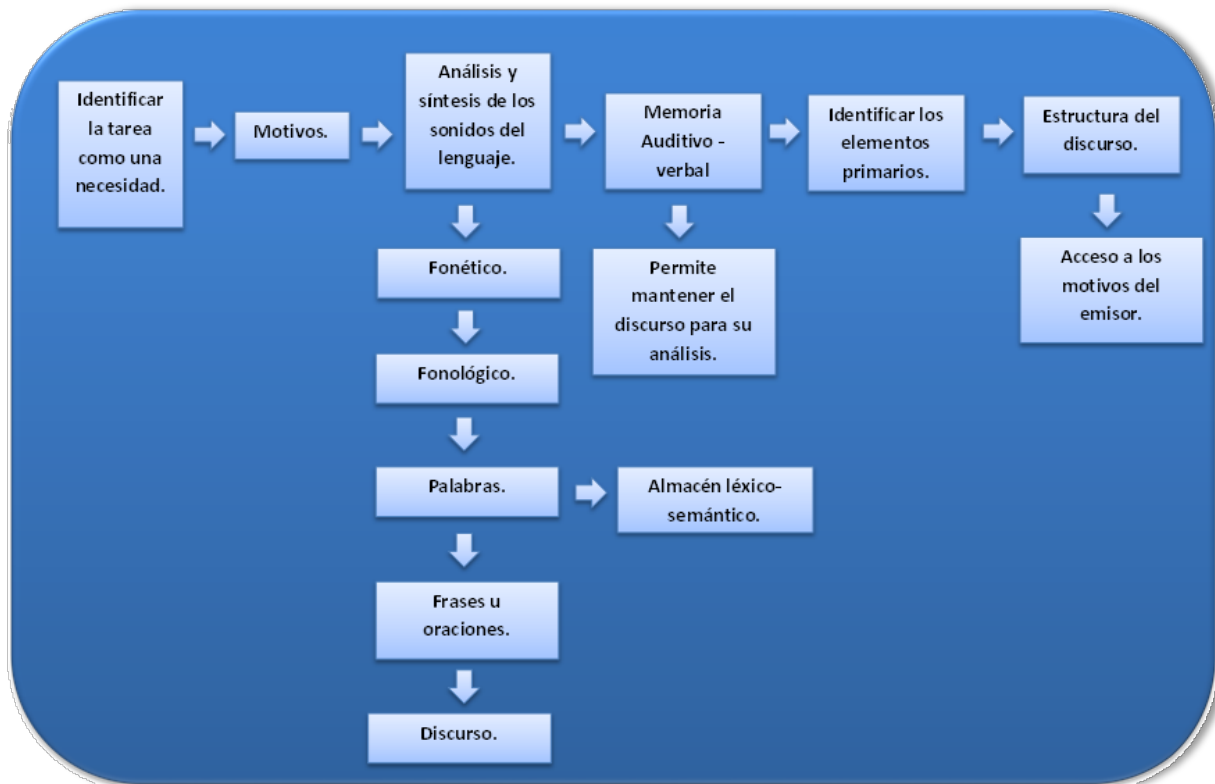 Identificar
la tarea
como una
necesidad.
Motivos.
Análisis y
síntesis de los
sonidos del
lenguaje.
Memoria
Auditivo -
verbal
Identificar los
elementos
primarios.
Estructura del
discurso.
Fonético.
Permite
mantener el
discurso para su
análisis.
Acceso a los
motivos del
emisor.
Fonológico.
Palabras.
Almacén léxico-
semántico.
Frases u
oraciones.
Discurso.